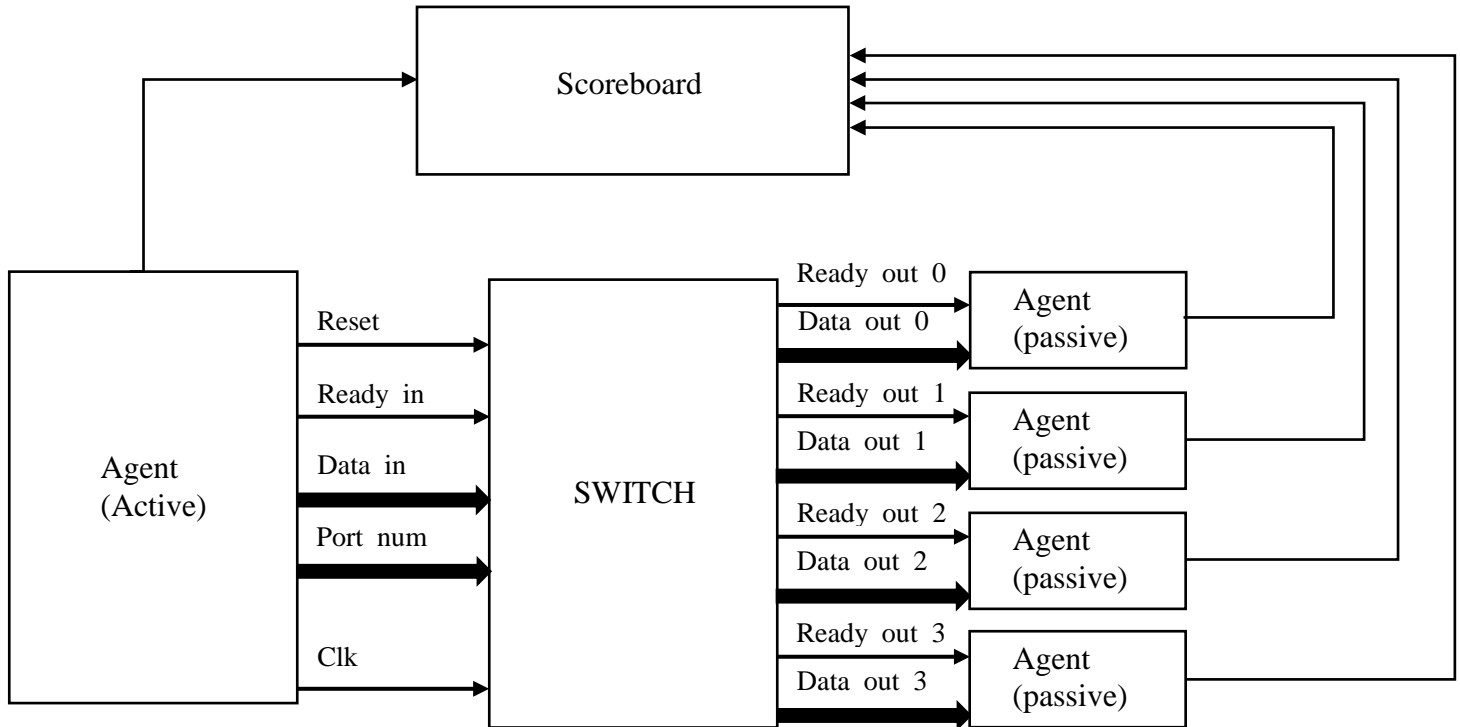 Scoreboard
Reset
Ready in
Data in
Port num
Clk
Agent
(Active)
SWITCH
Ready out 0
Data out 0
Ready out 1
Data out 1
Ready out 2
Data out 2
Ready out 3
Data out 3
Agent
(passive)
Agent
(passive)
Agent
(passive)
Agent
(passive)